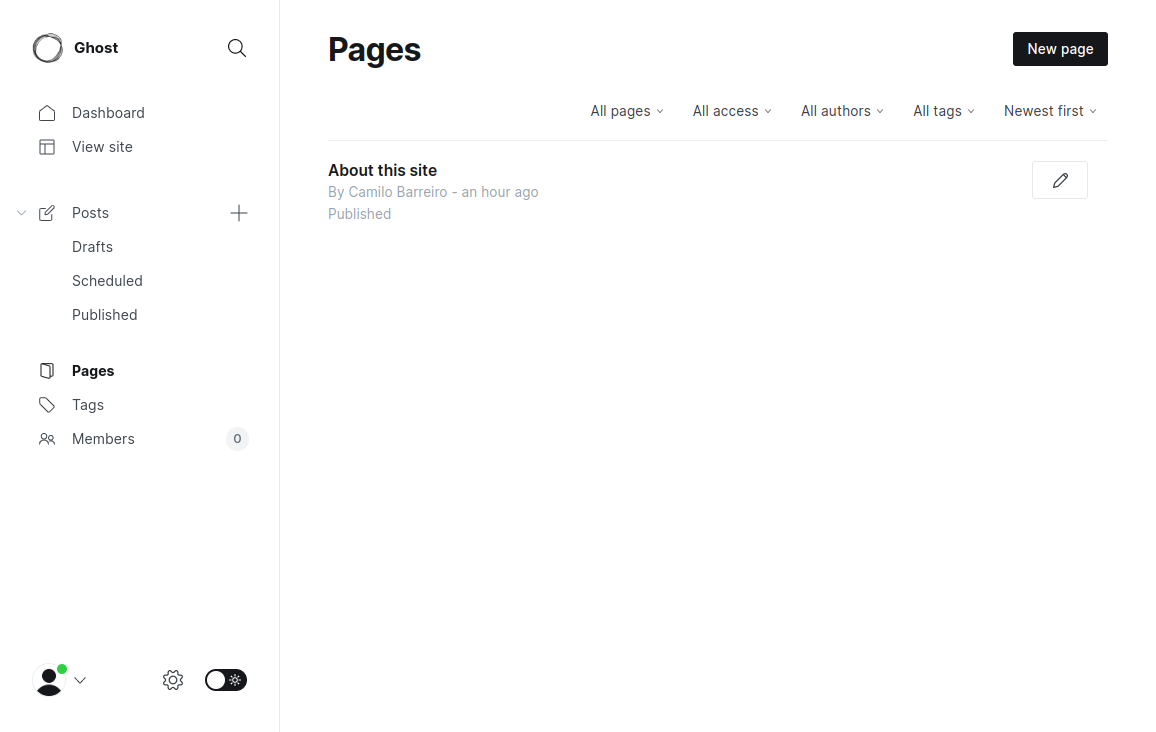 Ghost
Dashboard
View site
Posts
Drafts
Scheduled
Published
Pages
Tags
Members 0
Pages
New page
All pages All access All authors All tags Newest first
About this site
By Camilo Barreiro - an hour ago
Published